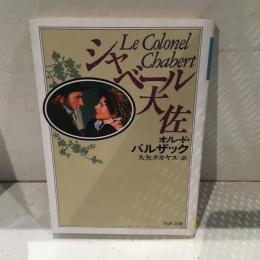 Le Colonel
Chabert
シャベール
大佐
オノレ・ド・
バルザック
大矢タカヤス=訳
河出文庫